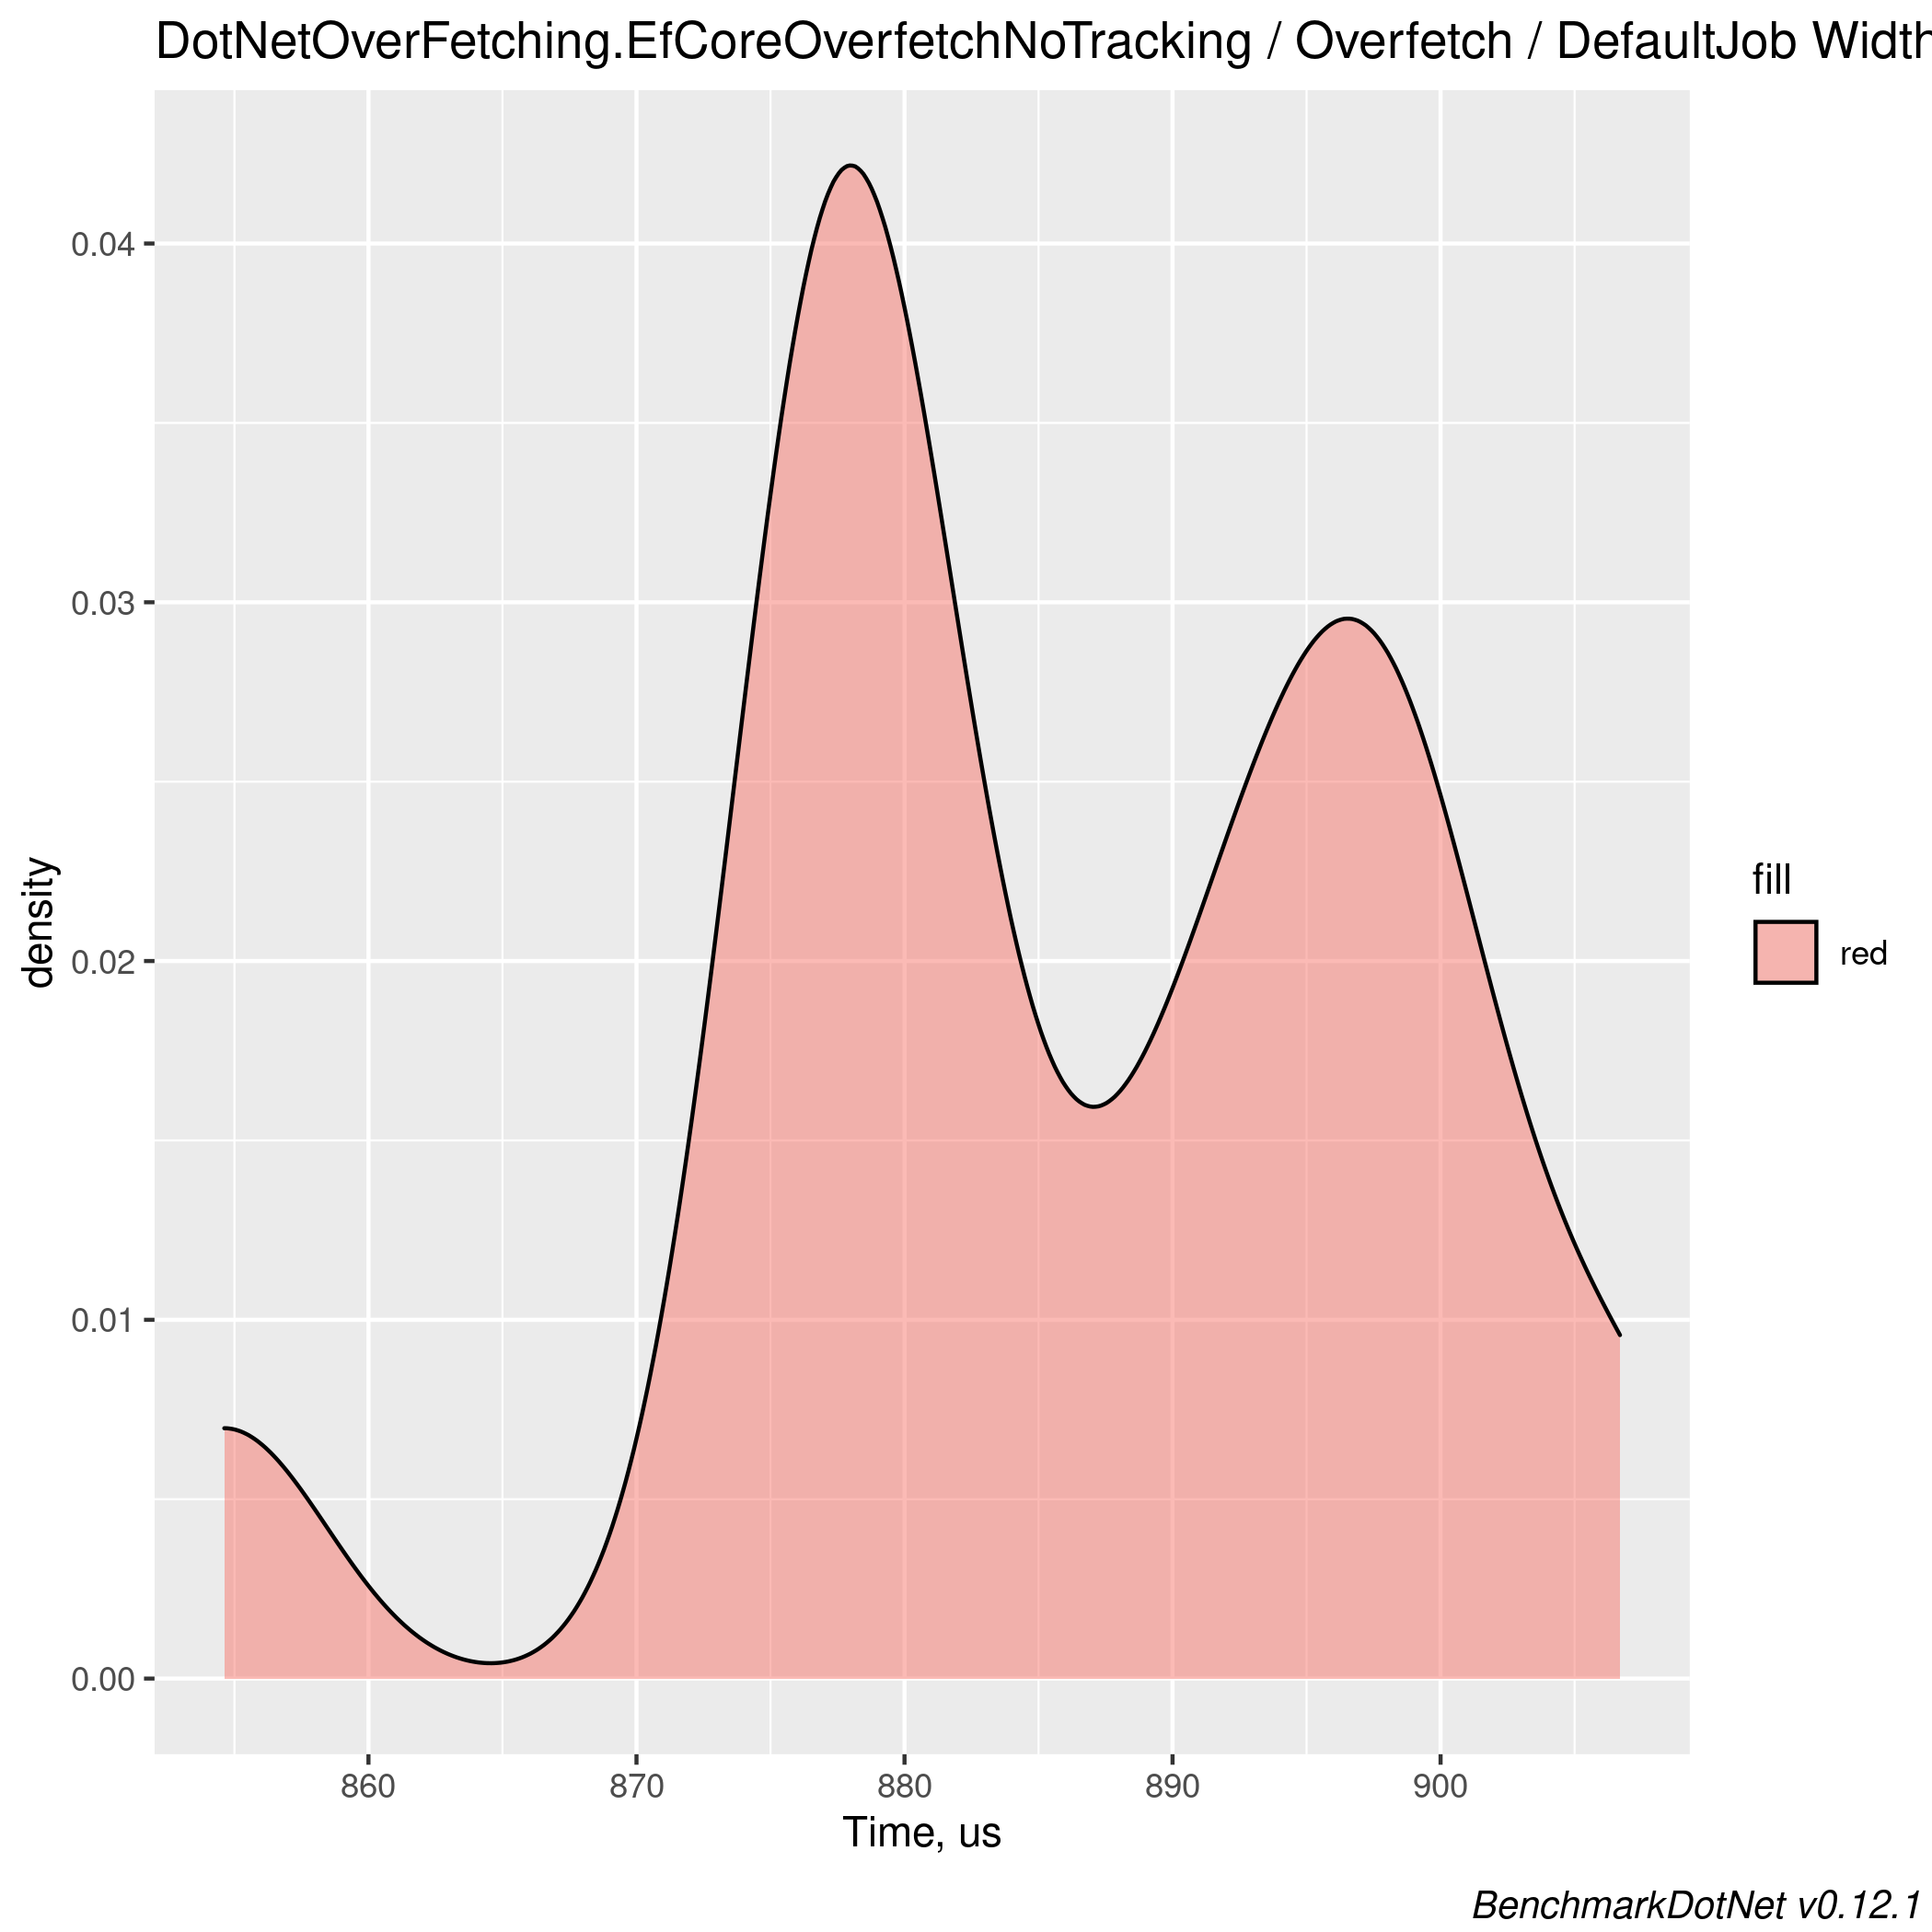 DotNetOverFetching.EfCoreOverfetchNoTracking / Overfetch / DefaultJob Width
0.04
0.03
0.02
0.01
0.00
density
860 870 880 890 900
Time, us
fill
red
BenchmarkDotNet v0.12.1